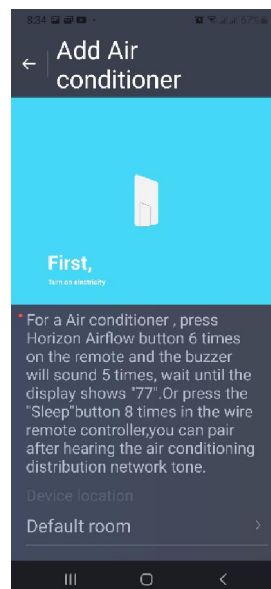 8:34
57%
Add Air
conditioner
First,
Turn on electricity
* For a Air conditioner , press
Horizon Airflow button 6 times
on the remote and the buzzer
will sound 5 times, wait until the
display shows "77".Or press the
"Sleep"button 8 times in the wire
remote controller,you can pair
after hearing the air conditioning
distribution network tone.
Device location
Default room